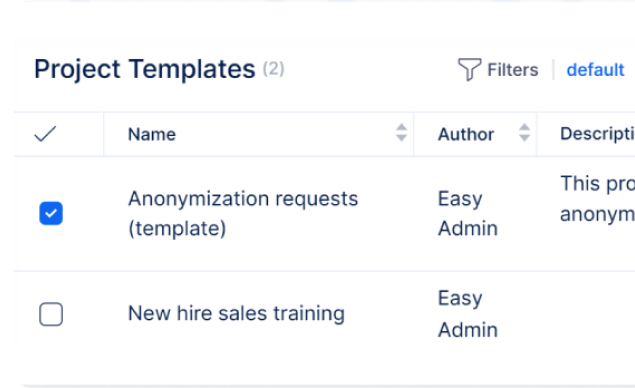 Project Templates (2) Filters default
Name Author Descripti
Anonymization requests Easy This pro
(template) Admin anonym
New hire sales training Easy
Admin